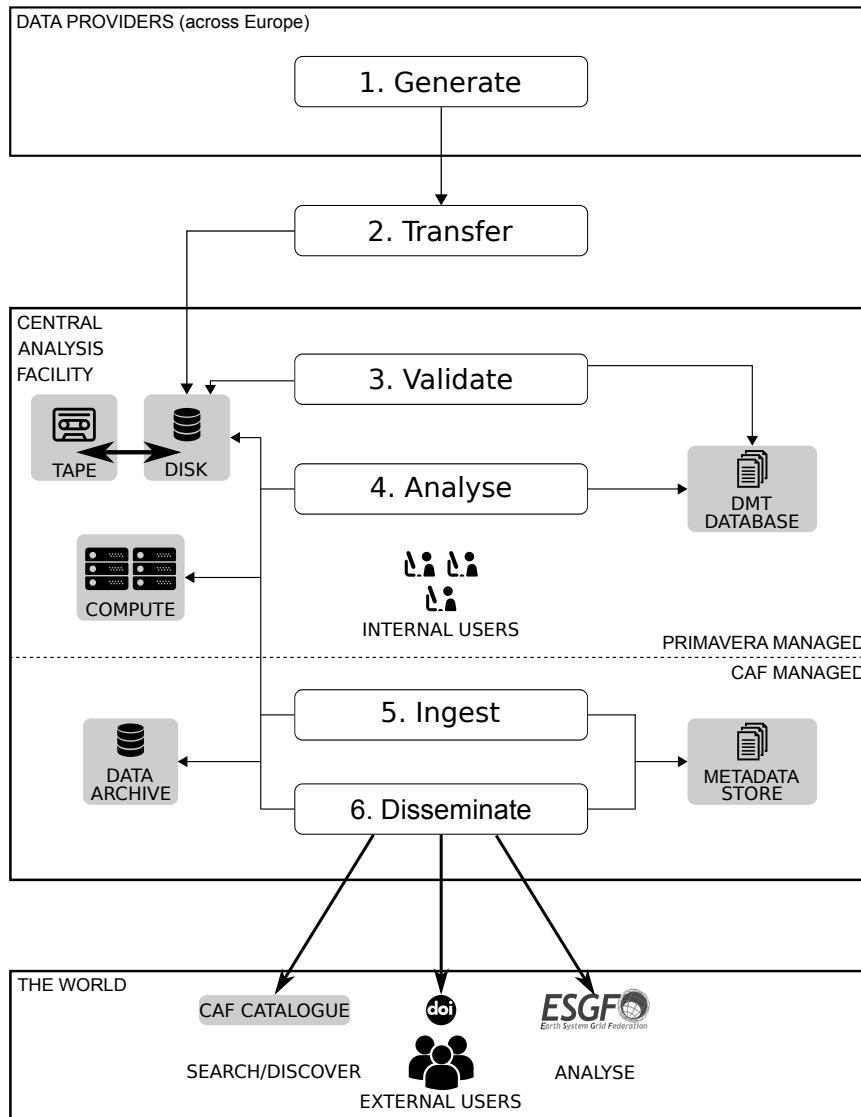 DATA PROVIDERS (across Europe)
1. Generate
2. Transfer
CENTRAL
ANALYSIS
FACILITY
3. Validate
TAPE
DISK
4. Analyse
DMT
DATABASE
COMPUTE
INTERNAL USERS
PRIMAVERA MANAGED
CAF MANAGED
5. Ingest
DATA
ARCHIVE
METADATA
STORE
6. Disseminate
THE WORLD
CAF CATALOGUE
doi
ESGF
Earth System Grid Federation
SEARCH/DISCOVER
EXTERNAL USERS
ANALYSE